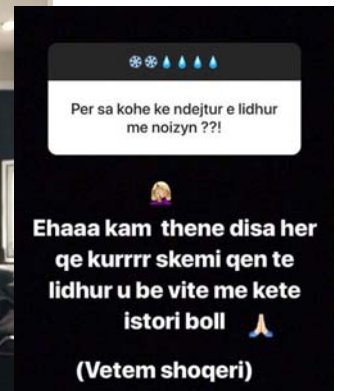 ❄️❄️💧💧💧💧
Per sa kohe ke ndejtur e lidhur
me noizyn ??!
🤦🏼‍♀️
Ehaaa kam thene disa her
qe kurrrr skemi qen te
lidhur u be vite me kete
istori boll 🙏🏻
(Vetem shoqeri)